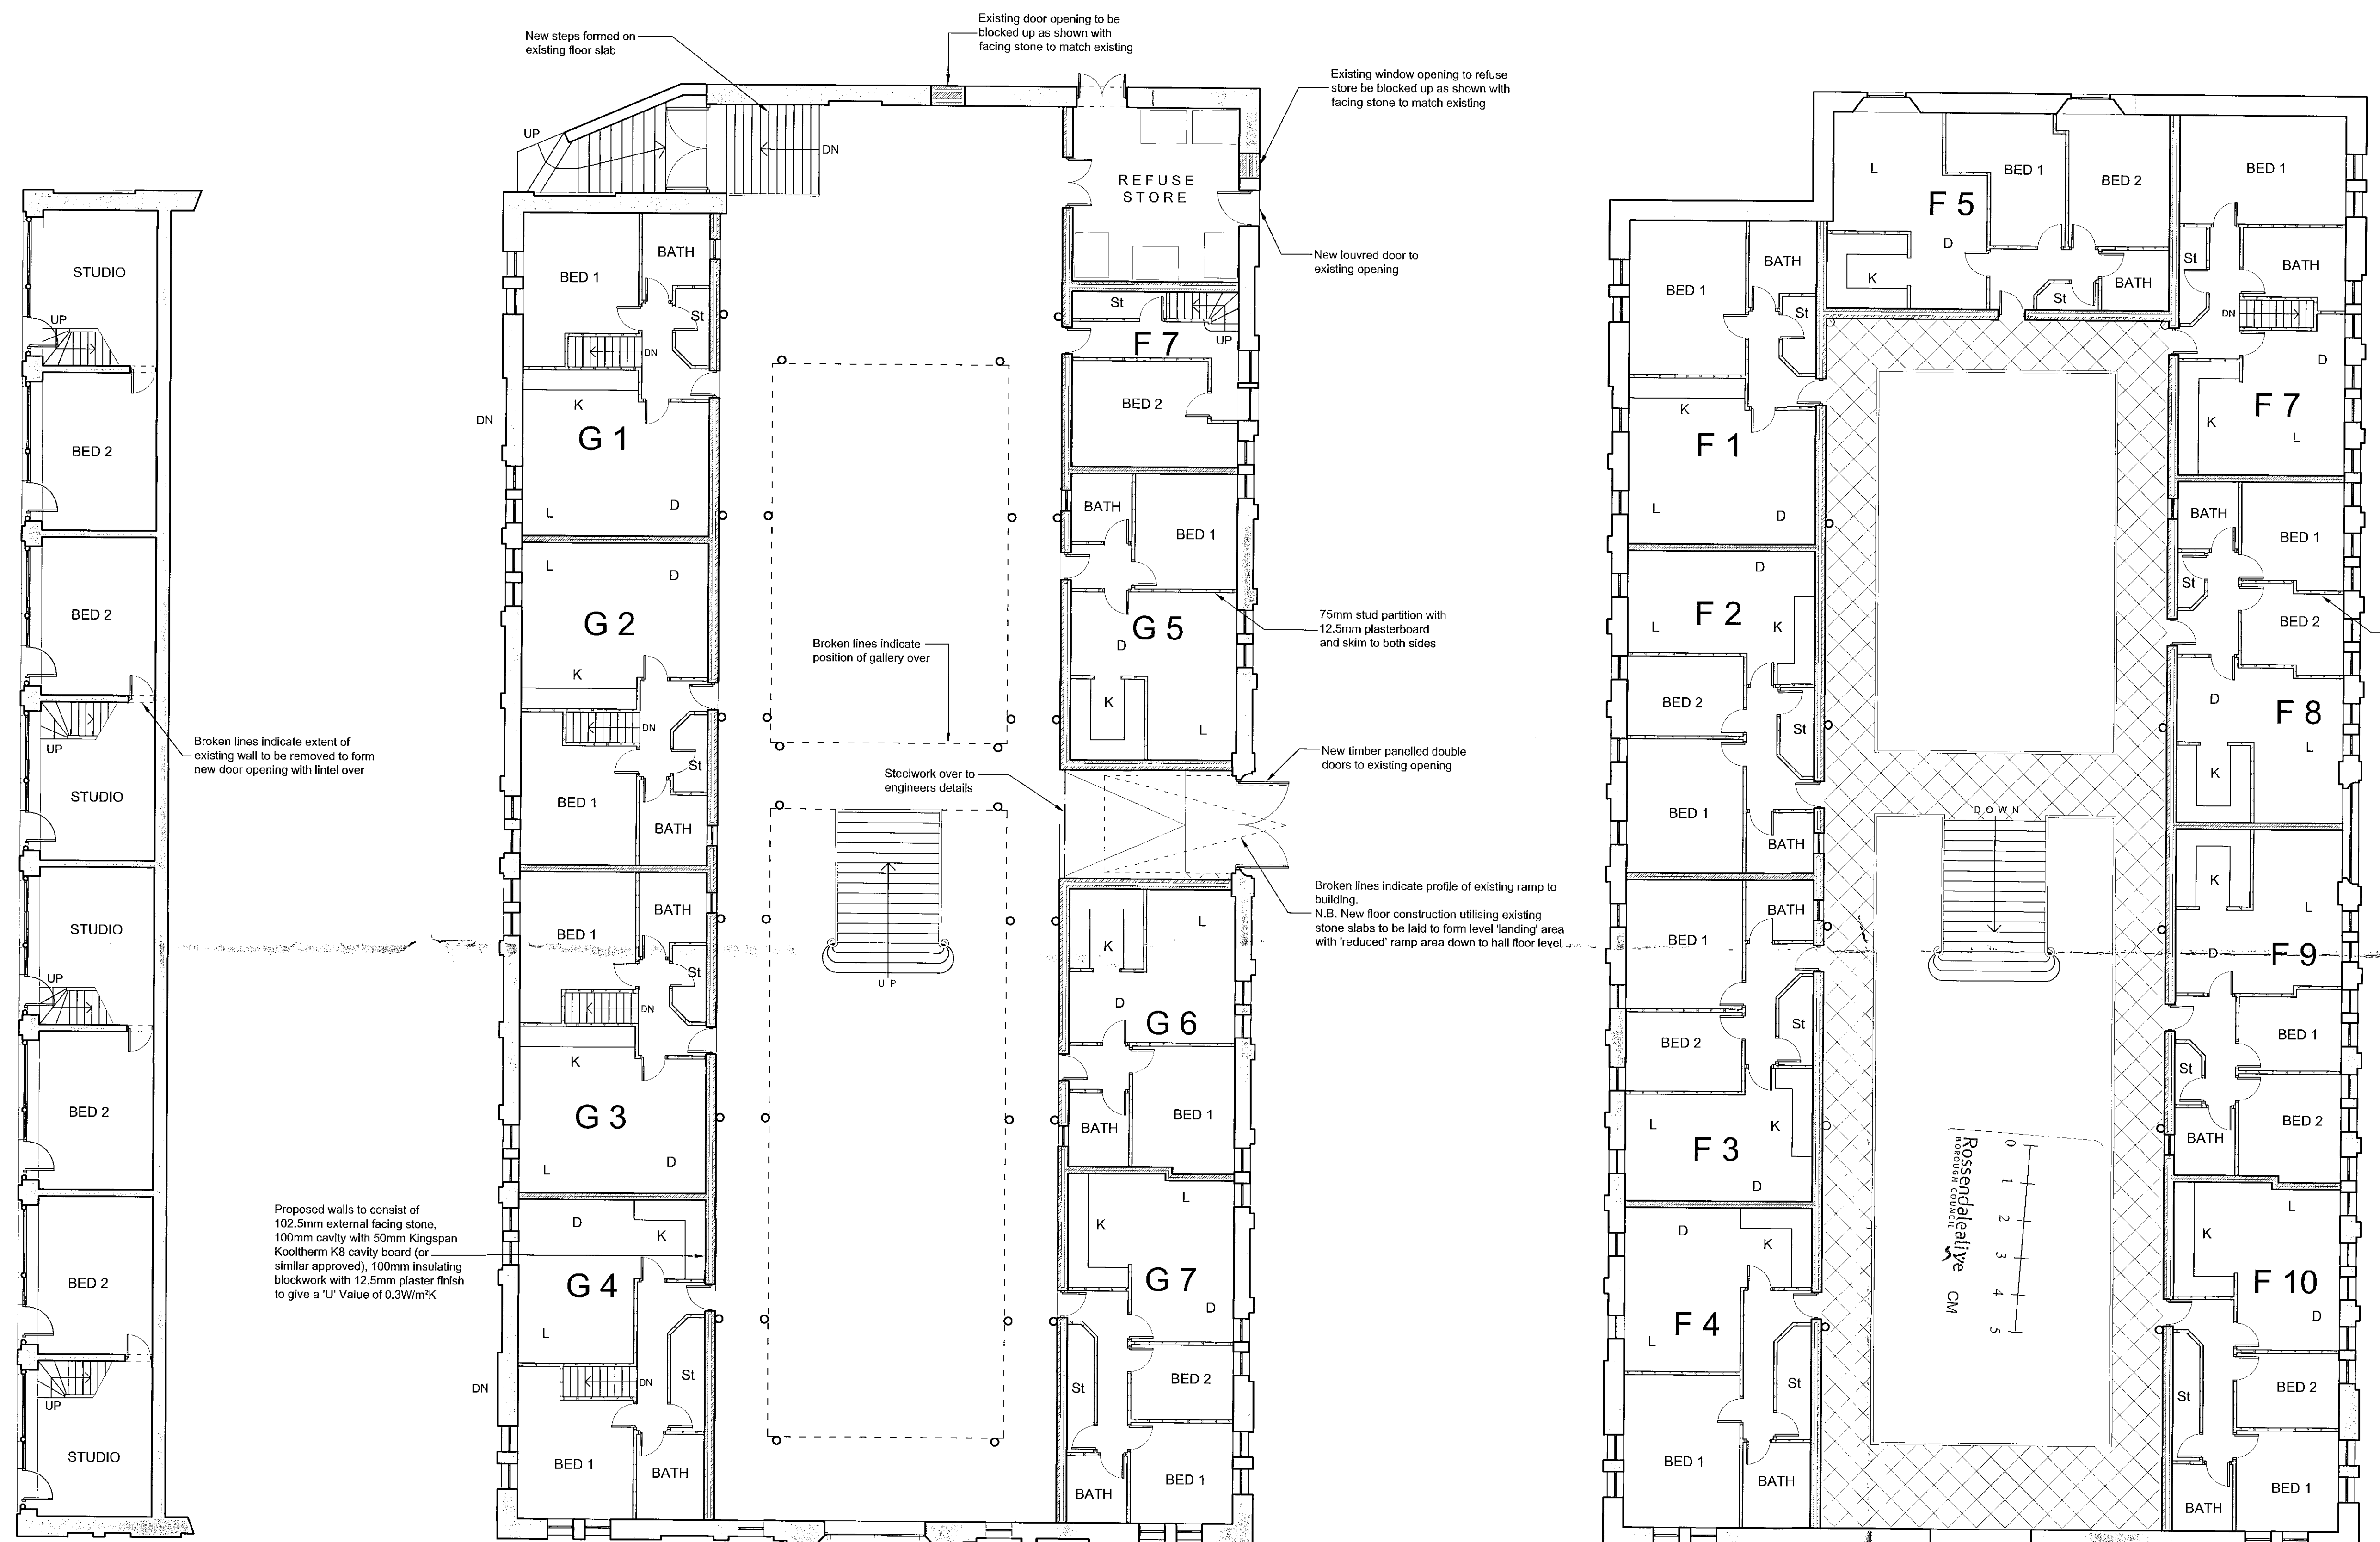 STUDIO
UP
BED 2
BED 2
UP
STUDIO
STUDIO
UP
BED 2
BED 2
UP
STUDIO
Broken lines indicate extent of
existing wall to be removed to form
new door opening with lintel over
Proposed walls to consist of
102.5mm external facing stone,
100mm cavity with 50mm Kingspan
Kooltherm K8 cavity board (or
similar approved), 100mm insulating
blockwork with 12.5mm plaster finish
to give a 'U' Value of 0.3W/m²K
New steps formed on
existing floor slab
Existing door opening to be
blocked up as shown with
facing stone to match existing
Existing window opening to refuse
store be blocked up as shown with
facing stone to match existing
UP
DN
REFUSE
STORE
New louvred door to
existing opening
BED 1
BATH
St
DN
K
G 1
DN
L
D
L
D
G 2
K
DN
St
BED 1
BATH
BED 1
BATH
St
DN
K
G 3
L
D
D
K
G 4
L
DN
DN
St
BED 1
BATH
Broken lines indicate
position of gallery over
Steelwork over to
engineers details
UP
St
F 7
UP
BED 2
BATH
BED 1
G 5
D
K
L
75mm stud partition with
12.5mm plasterboard
and skim to both sides
New timber panelled double
doors to existing opening
Broken lines indicate profile of existing ramp to
building.
N.B. New floor construction utilising existing
stone slabs to be laid to form level 'landing' area
with 'reduced' ramp area down to hall floor level
L
K
D
G 6
BED 1
BATH
L
K
G 7
D
St
BED 2
BED 1
BATH
L
BED 1
BED 2
F 5
D
K
St
BATH
BED 1
St
BATH
DN
D
F 7
K
L
BED 1
BATH
St
K
F 1
L
D
D
F 2
L
K
BED 2
St
BED 1
BATH
BATH
BED 1
St
BED 2
L
K
F 3
D
D
K
F 4
L
St
BED 1
BATH
DOWN
BATH
BED 1
St
BED 2
D
F 8
L
K
K
L
D
F 9
BED 1
St
BED 2
BATH
L
K
F 10
D
BED 2
St
BED 1
BATH
Rossendalealive
BOROUGH COUNCIL
CM
0
1
2
3
4
5